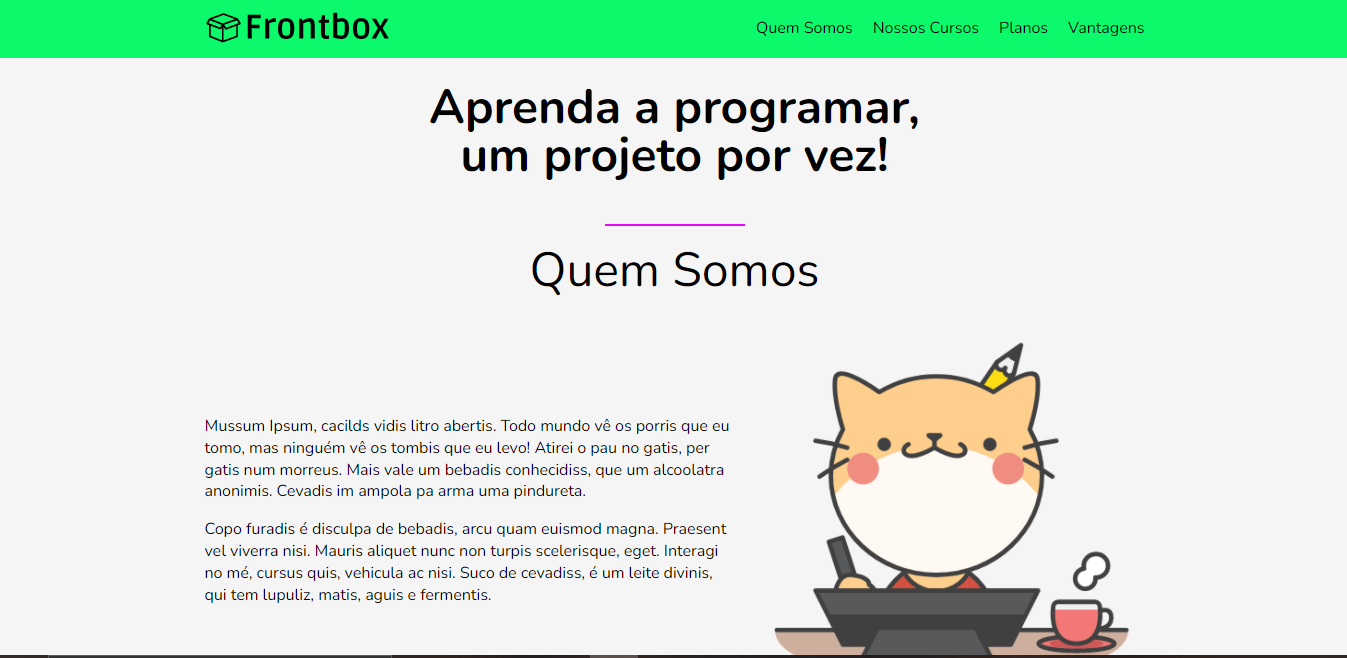 Frontbox
Quem Somos Nossos Cursos Planos Vantagens
Aprenda a programar,
um projeto por vez!
Quem Somos
Mussum Ipsum, cacilds vidis litro abertis. Todo mundo vê os porris que eu
tomo, mas ninguém vê os tombis que eu levo! Atirei o pau no gatis, per
gatis num morreus. Mais vale um bebadis conhecidiss, que um alcoolatra
anonimis. Cevadis im ampola pa arma uma pindureta.
Copo furadis é disculpa de bebadis, arcu quam euismod magna. Praesent
vel viverra nisi. Mauris aliquet nunc non turpis scelerisque, eget. Interagi
no mé, cursus quis, vehicula ac nisi. Suco de cevadiss, é um leite divinis,
qui tem lupuliz, matis, aguis e fermentis.